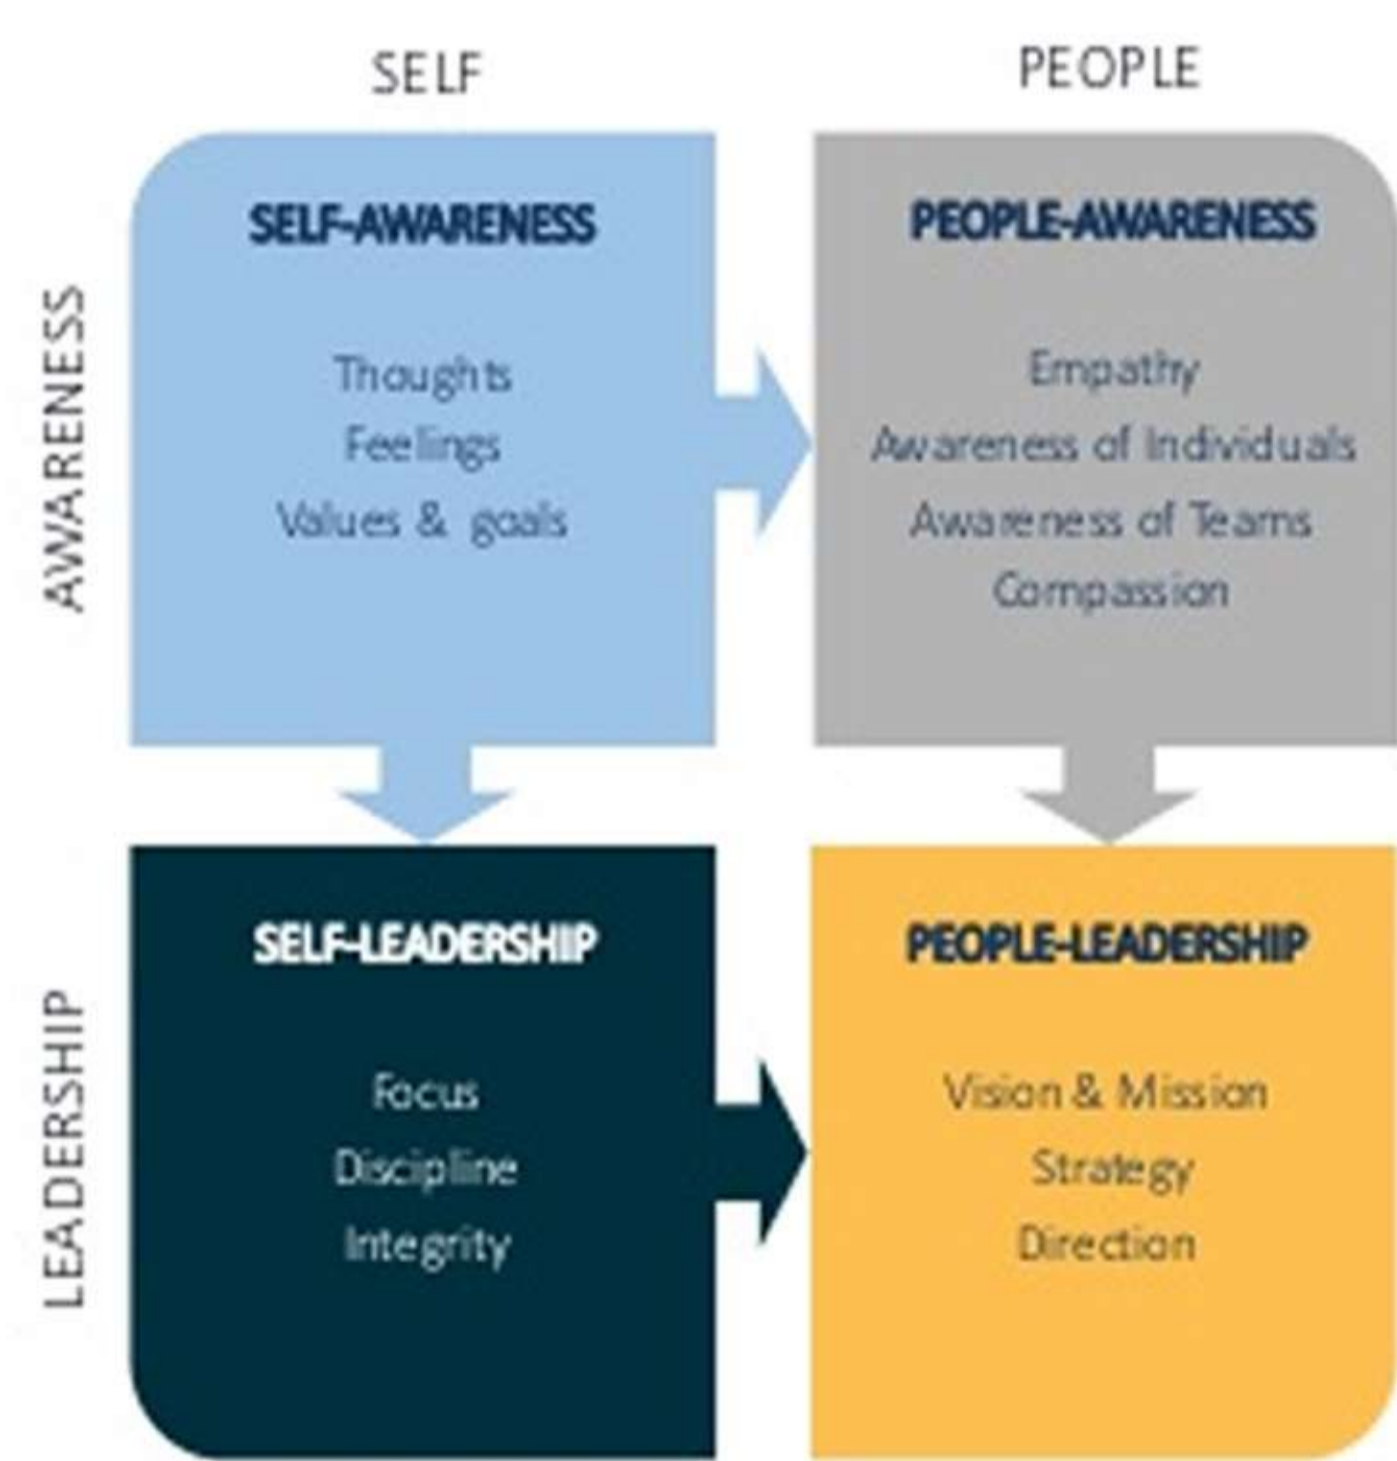 SELF
PEOPLE
AWARENESS
SELF-AWARENESS
Thoughts
Feelings
Values & goals
PEOPLE-AWARENESS
Empathy
Awareness of Individuals
Awareness of Teams
Compassion
LEADERSHIP
SELF-LEADERSHIP
Focus
Discipline
Integrity
PEOPLE-LEADERSHIP
Vision & Mission
Strategy
Direction